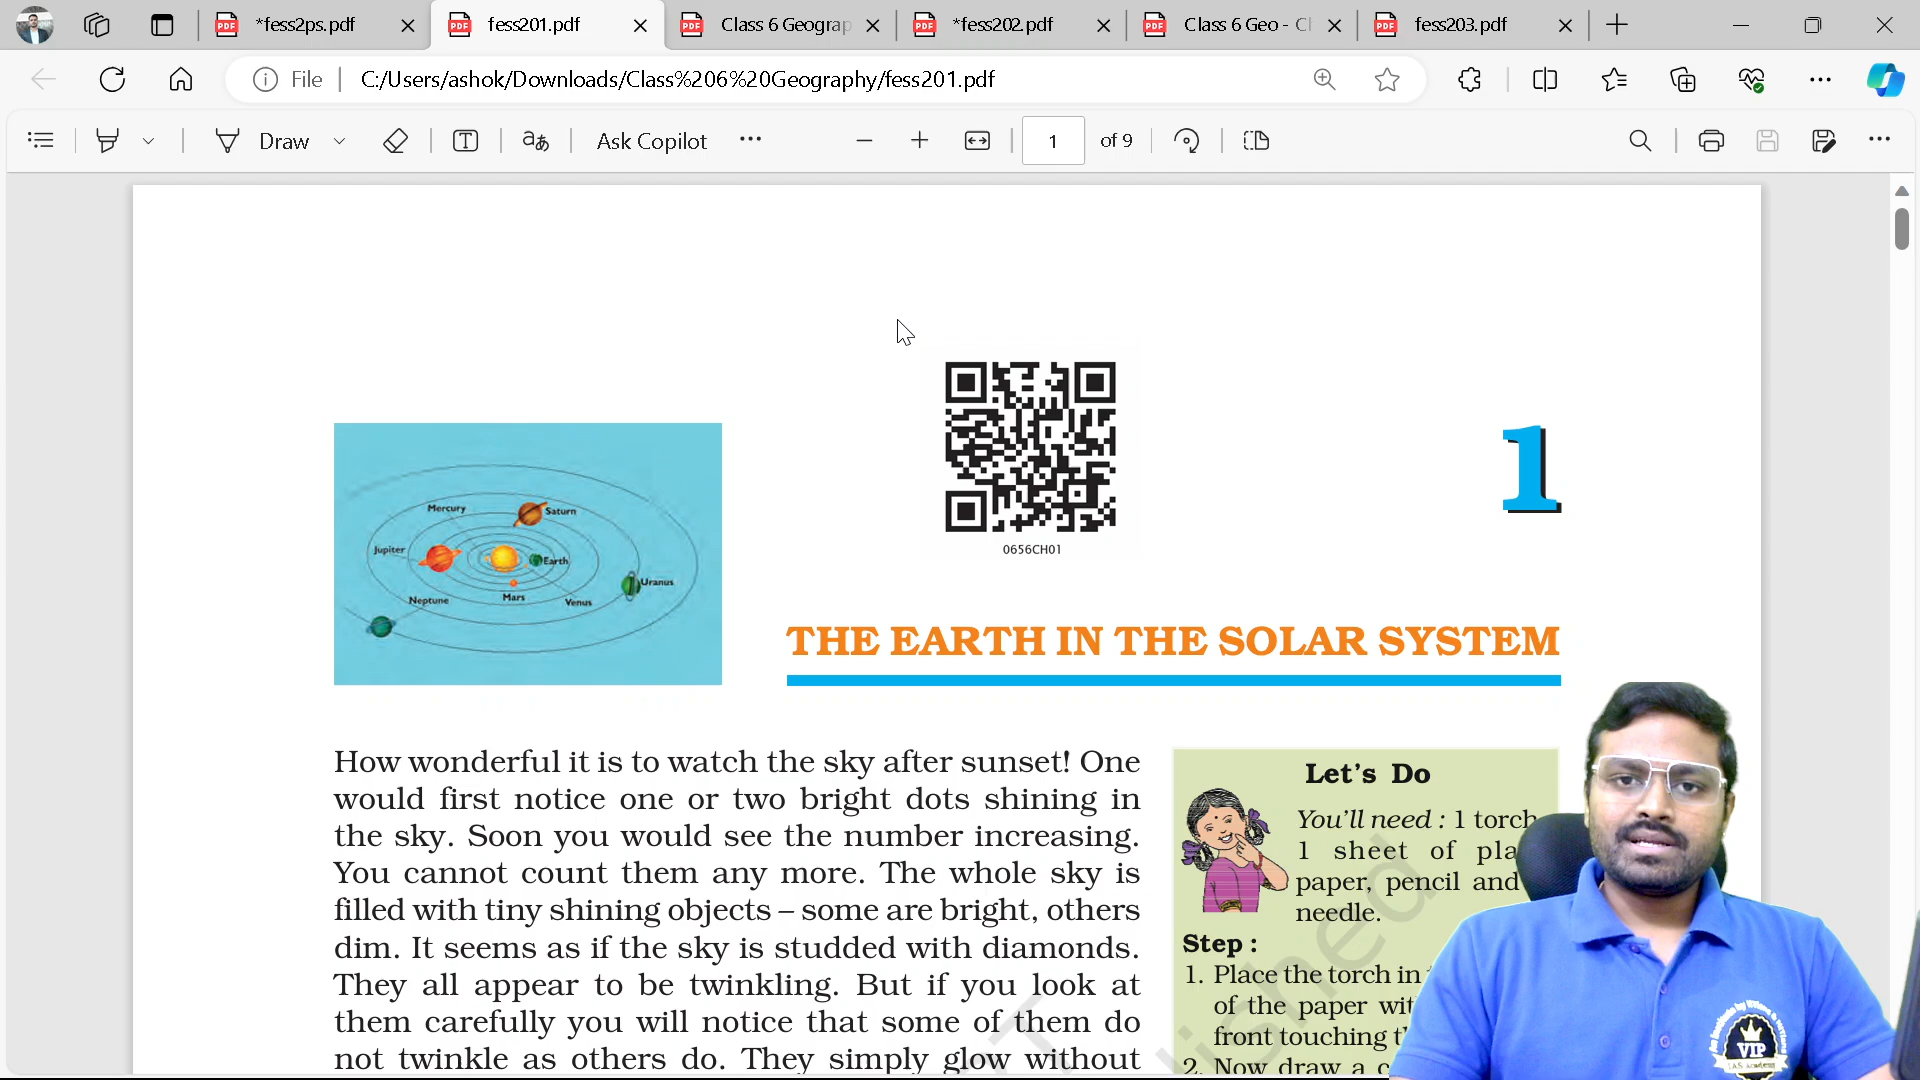 *fess2ps.pdf
fess201.pdf
Class 6 Geograp
*fess202.pdf
Class 6 Geo - Cl
fess203.pdf
File
C:/Users/ashok/Downloads/Class%206%20Geography/fess201.pdf
Draw
Ask Copilot
1
of 9
0656CH01
1
Mercury
Saturn
Jupiter
Earth
Uranus
Neptune
Mars
Venus
THE EARTH IN THE SOLAR SYSTEM
How wonderful it is to watch the sky after sunset! One
would first notice one or two bright dots shining in
the sky. Soon you would see the number increasing.
You cannot count them any more. The whole sky is
filled with tiny shining objects – some are bright, others
dim. It seems as if the sky is studded with diamonds.
They all appear to be twinkling. But if you look at
them carefully you will notice that some of them do
not twinkle as others do. They simply glow without
Let's Do
You'll need : 1 torch
1 sheet of pla
paper, pencil and
needle.
Step :
1. Place the torch in
of the paper wit
front touching t
2. Now draw a c
VIP